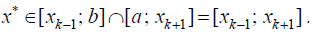 x* ∈ [x_{k−1}; b] ∩ [a; x_{k+1}] = [x_{k−1}; x_{k+1}].